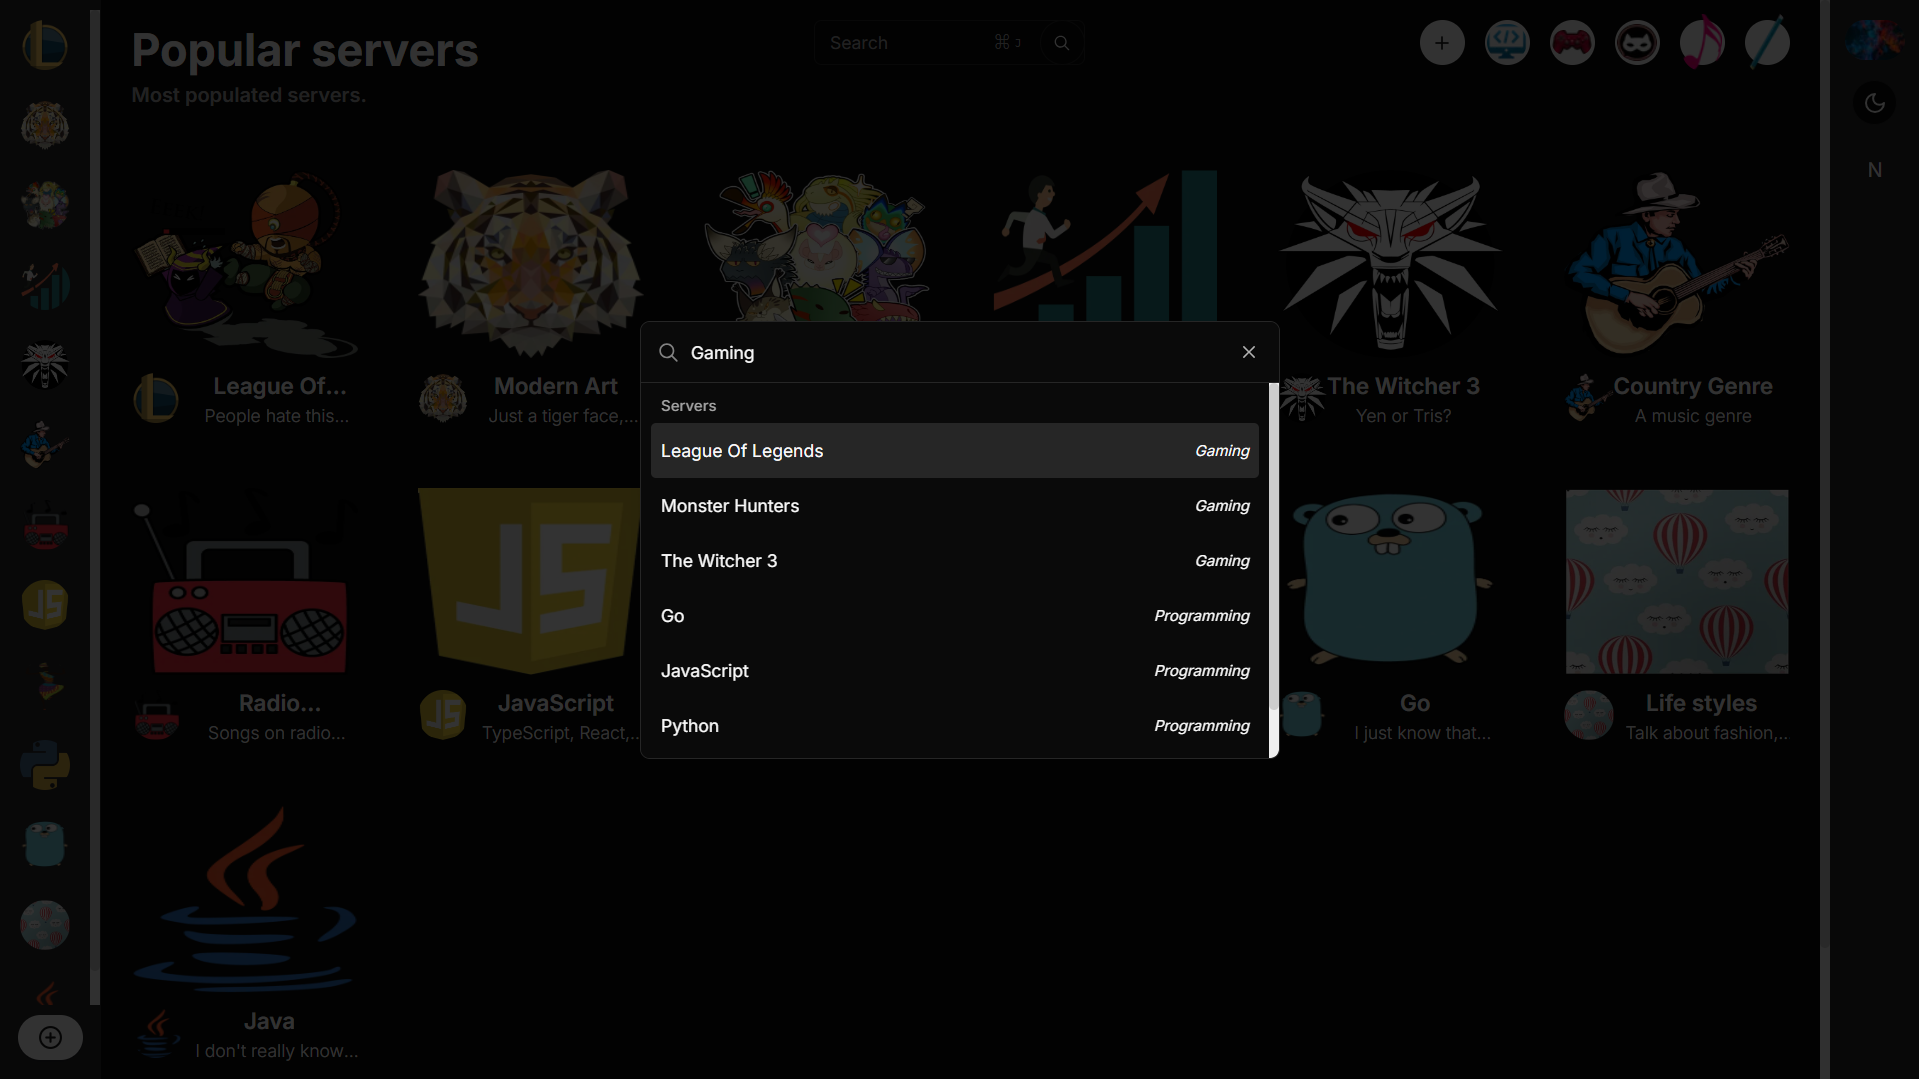 Popular servers
Most populated servers.
Search
⌘ J
N
Gaming
Servers
League Of Legends Gaming
Monster Hunters Gaming
The Witcher 3 Gaming
Go Programming
JavaScript Programming
Python Programming
League Of...
People hate this...
Modern Art
Just a tiger face,...
The Witcher 3
Yen or Tris?
Country Genre
A music genre
JS
JS
JS
Radio...
Songs on radio...
JavaScript
TypeScript, React,...
Go
I just know that...
Life styles
Talk about fashion,...
Java
I don't really know...